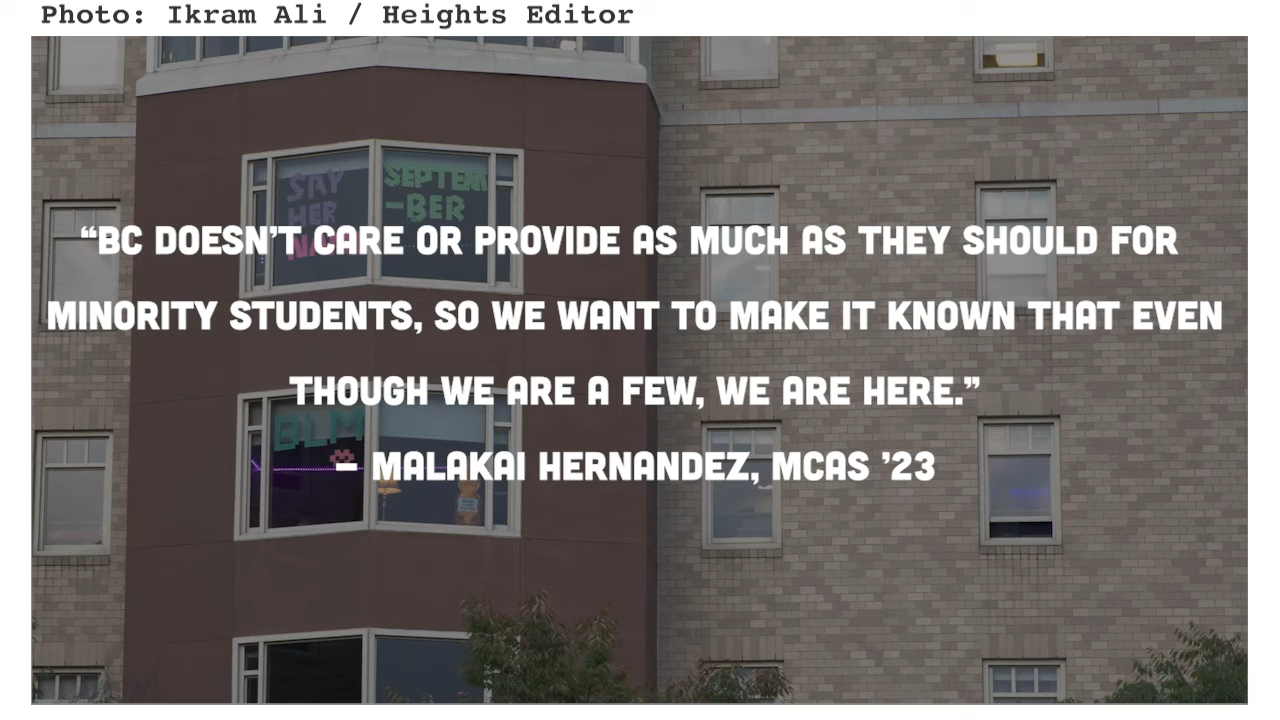 Photo: Ikram Ali / Heights Editor
SAY
HER
SEPTEM
-BER
“BC DOESN’T CARE OR PROVIDE AS MUCH AS THEY SHOULD FOR
MINORITY STUDENTS, SO WE WANT TO MAKE IT KNOWN THAT EVEN
THOUGH WE ARE A FEW, WE ARE HERE.”
BLM
– MALAKAI HERNANDEZ, MCAS ’23